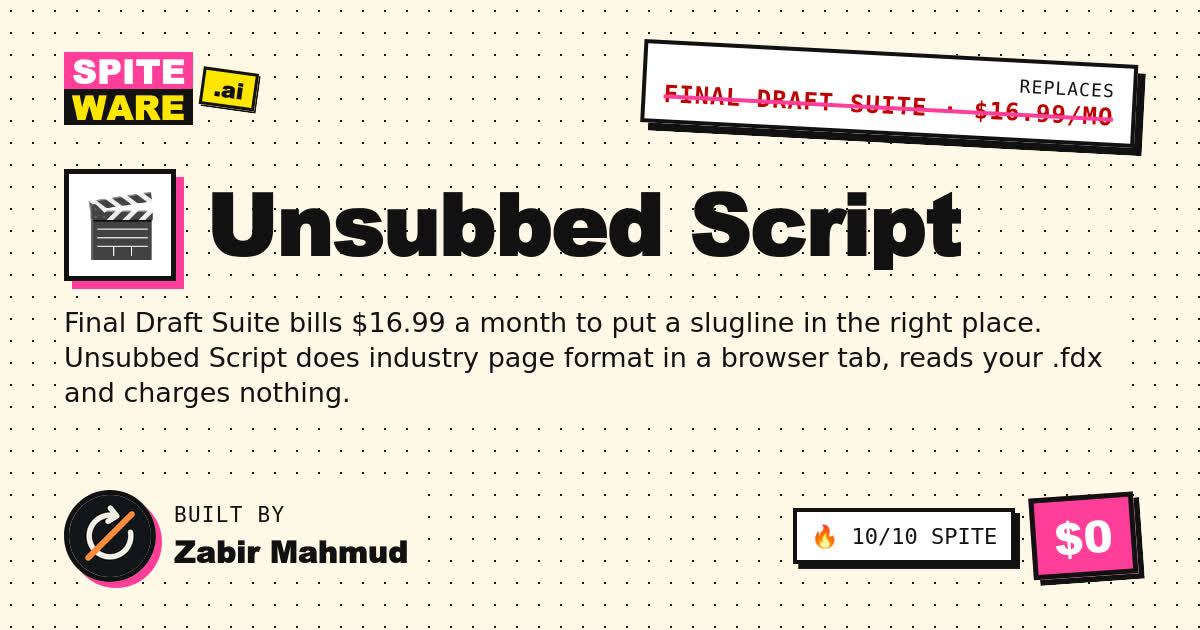 SPITE
WARE
.ai
REPLACES
FINAL DRAFT SUITE · $16.99/MO
Unsubbed Script
Final Draft Suite bills $16.99 a month to put a slugline in the right place.
Unsubbed Script does industry page format in a browser tab, reads your .fdx
and charges nothing.
BUILT BY
Zabir Mahmud
🔥 10/10 SPITE
$0